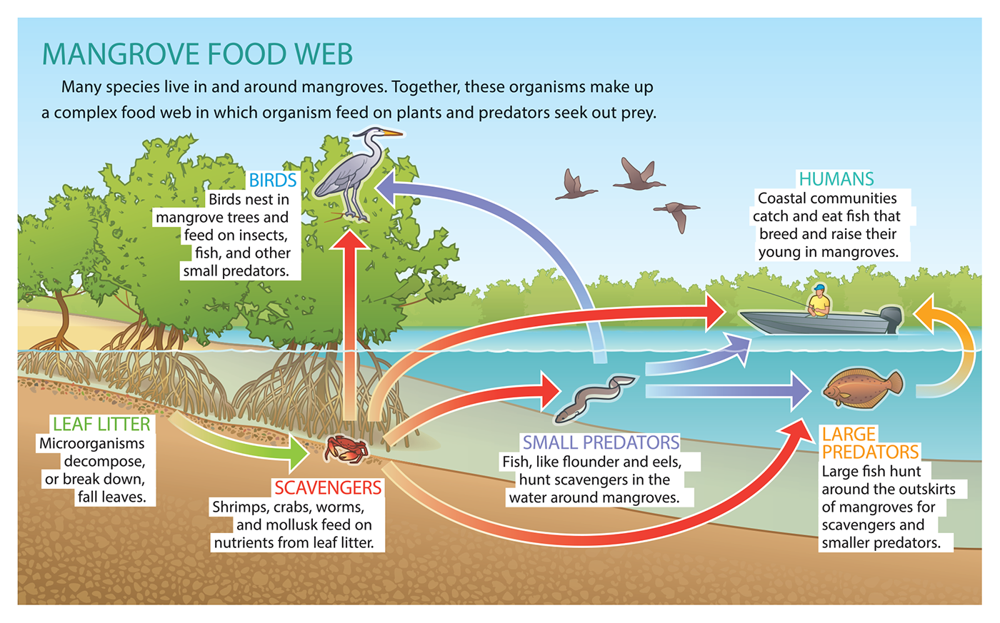 MANGROVE FOOD WEB
Many species live in and around mangroves. Together, these organisms make up
a complex food web in which organism feed on plants and predators seek out prey.
BIRDS
Birds nest in
mangrove trees and
feed on insects,
fish, and other
small predators.
HUMANS
Coastal communities
catch and eat fish that
breed and raise their
young in mangroves.
LEAF LITTER
Microorganisms
decompose,
or break down,
fall leaves.
SCAVENGERS
Shrimps, crabs, worms,
and mollusk feed on
nutrients from leaf litter.
SMALL PREDATORS
Fish, like flounder and eels,
hunt scavengers in the
water around mangroves.
LARGE
PREDATORS
Large fish hunt
around the outskirts
of mangroves for
scavengers and
smaller predators.